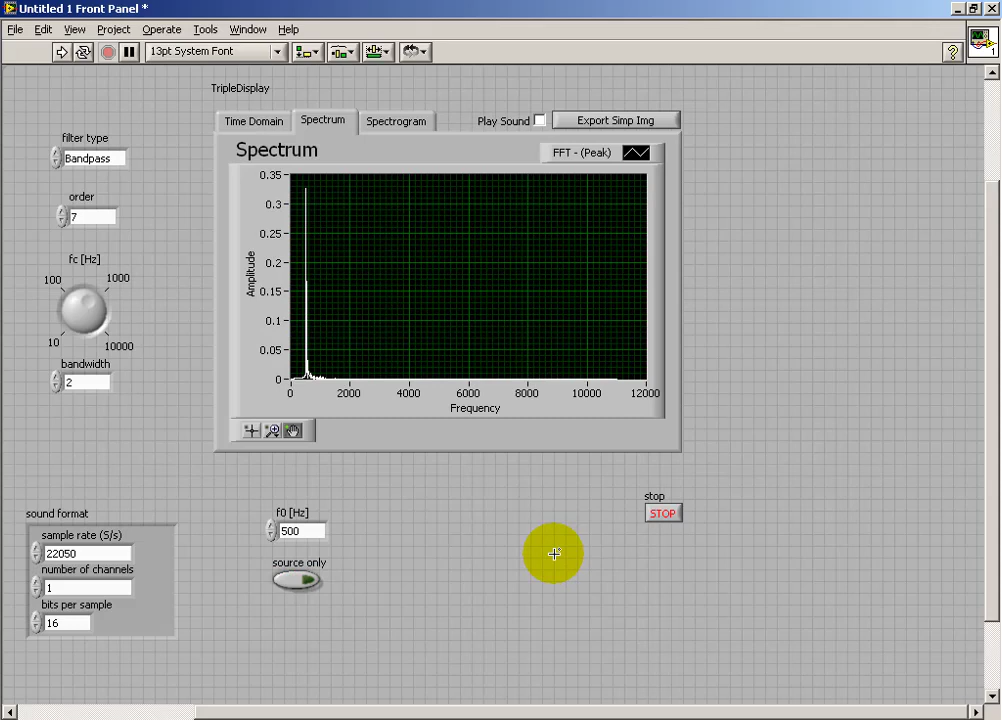 Untitled 1 Front Panel *
File Edit View Project Operate Tools Window Help
13pt System Font
1
TripleDisplay
Time Domain Spectrum Spectrogram Play Sound Export Simp Img
filter type
Bandpass
order
7
fc [Hz]
100 1000
10 10000
bandwidth
2
Spectrum
FFT - (Peak)
0.35
0.3
0.25
0.2
0.15
0.1
0.05
0
Amplitude
0 2000 4000 6000 8000 10000 12000
Frequency
sound format
sample rate (S/s)
22050
number of channels
1
bits per sample
16
f0 [Hz]
500
source only
stop
STOP